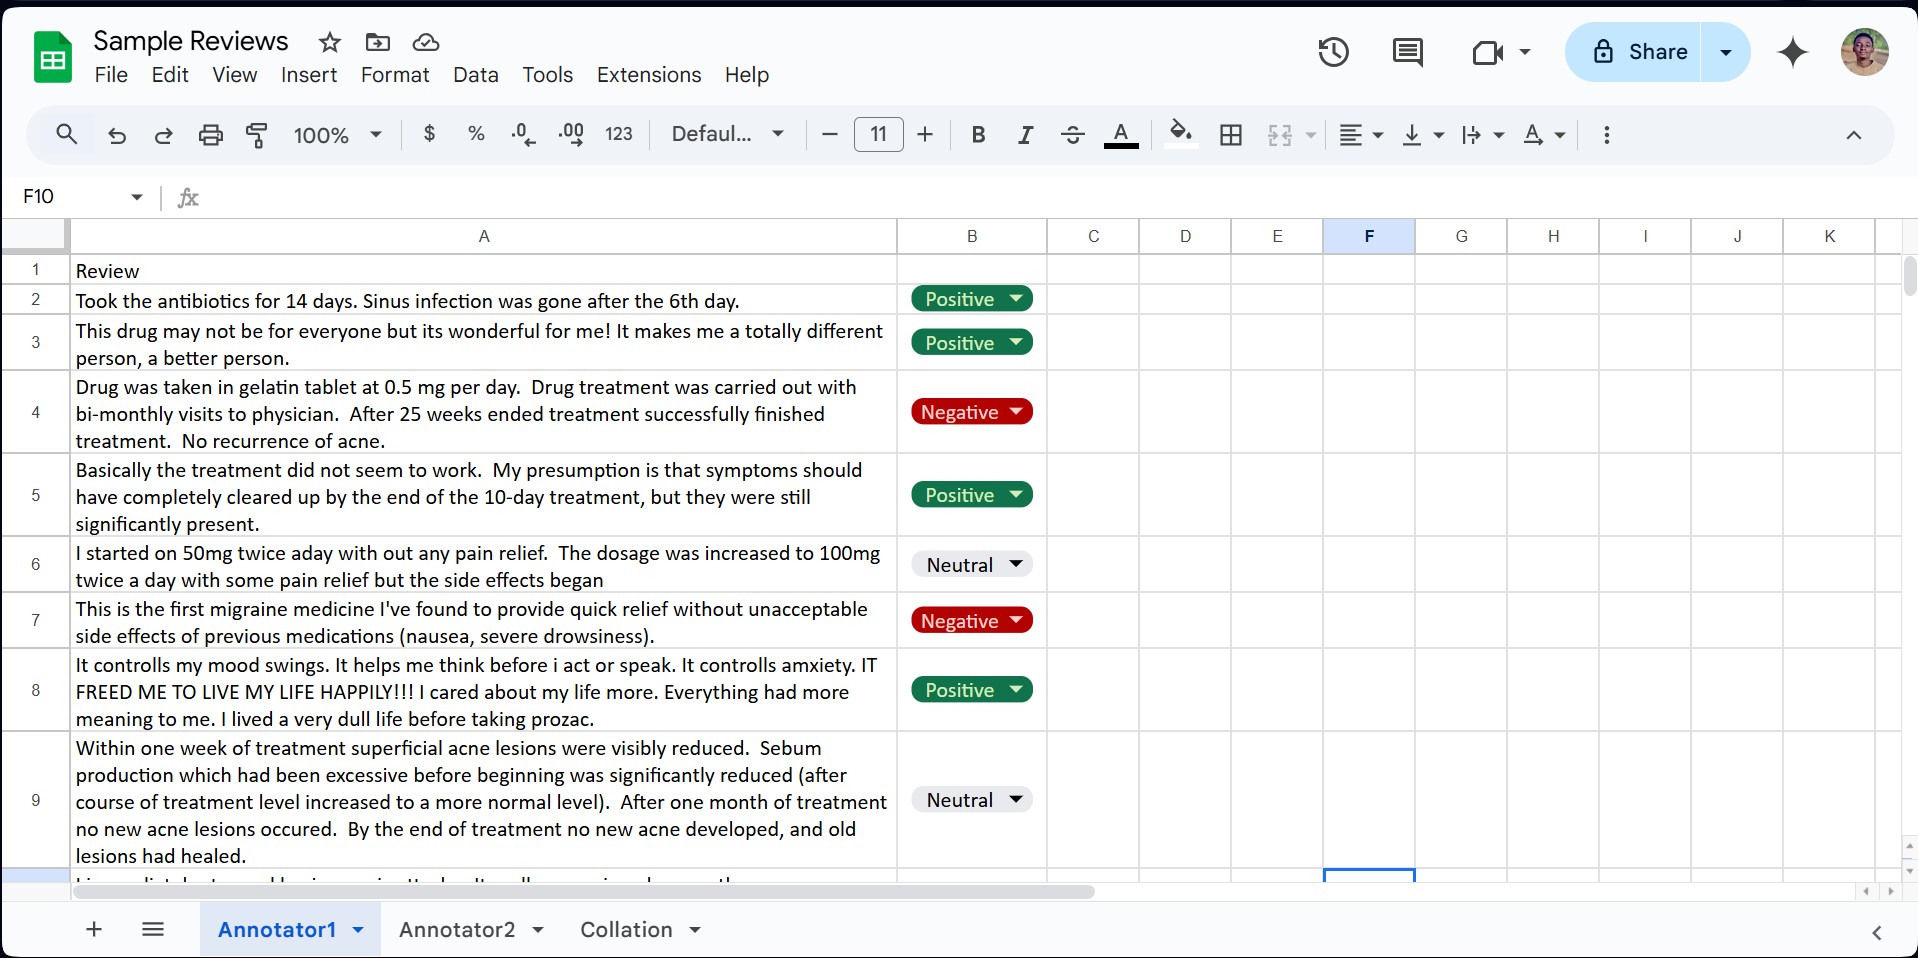 Sample Reviews
File Edit View Insert Format Data Tools Extensions Help
Share
100% $ % .0 .00 123 Defaul... 11 B I A A
F10 fx
A B C D E F G H I J K
1 Review
2 Took the antibiotics for 14 days. Sinus infection was gone after the 6th day. Positive
3 This drug may not be for everyone but its wonderful for me! It makes me a totally different
person, a better person. Positive
4 Drug was taken in gelatin tablet at 0.5 mg per day. Drug treatment was carried out with
bi-monthly visits to physician. After 25 weeks ended treatment successfully finished
treatment. No recurrence of acne. Negative
5 Basically the treatment did not seem to work. My presumption is that symptoms should
have completely cleared up by the end of the 10-day treatment, but they were still
significantly present. Positive
6 I started on 50mg twice aday with out any pain relief. The dosage was increased to 100mg
twice a day with some pain relief but the side effects began Neutral
7 This is the first migraine medicine I've found to provide quick relief without unacceptable
side effects of previous medications (nausea, severe drowsiness). Negative
8 It controlls my mood swings. It helps me think before i act or speak. It controlls amxiety. IT
FREED ME TO LIVE MY LIFE HAPPILY!!! I cared about my life more. Everything had more
meaning to me. I lived a very dull life before taking prozac. Positive
9 Within one week of treatment superficial acne lesions were visibly reduced. Sebum
production which had been excessive before beginning was significantly reduced (after
course of treatment level increased to a more normal level). After one month of treatment
no new acne lesions occured. By the end of treatment no new acne developed, and old
lesions had healed. Neutral
Annotator1 Annotator2 Collation